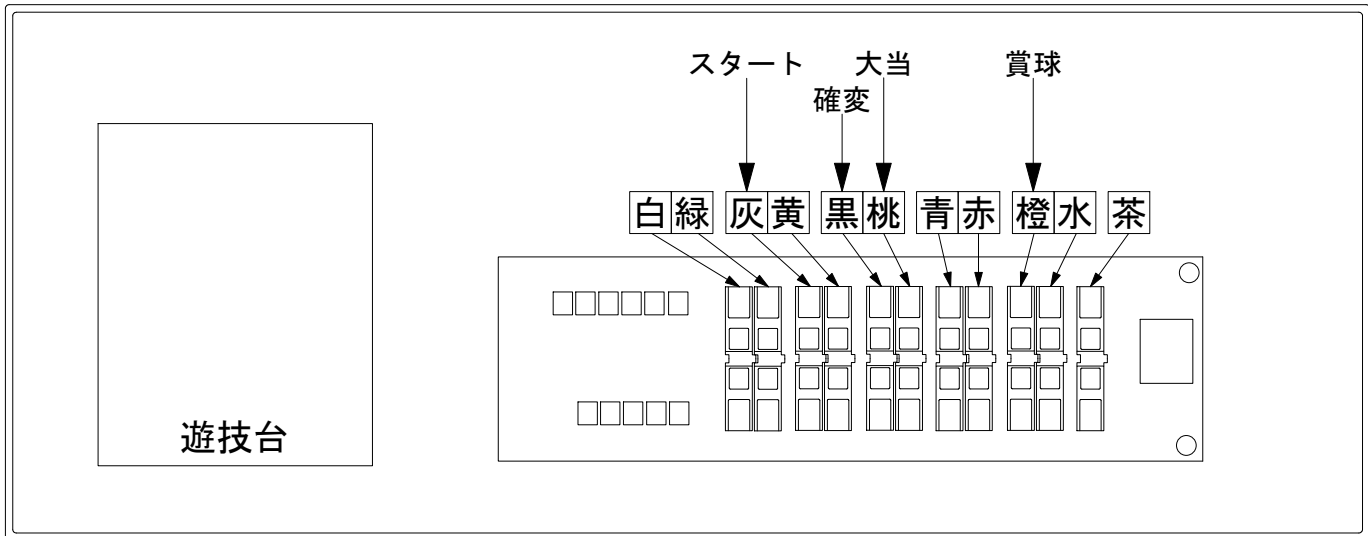 スタート 大当 賞球
確変
白 緑 灰 黄 黒 桃 青 赤 橙 水 茶
遊技台